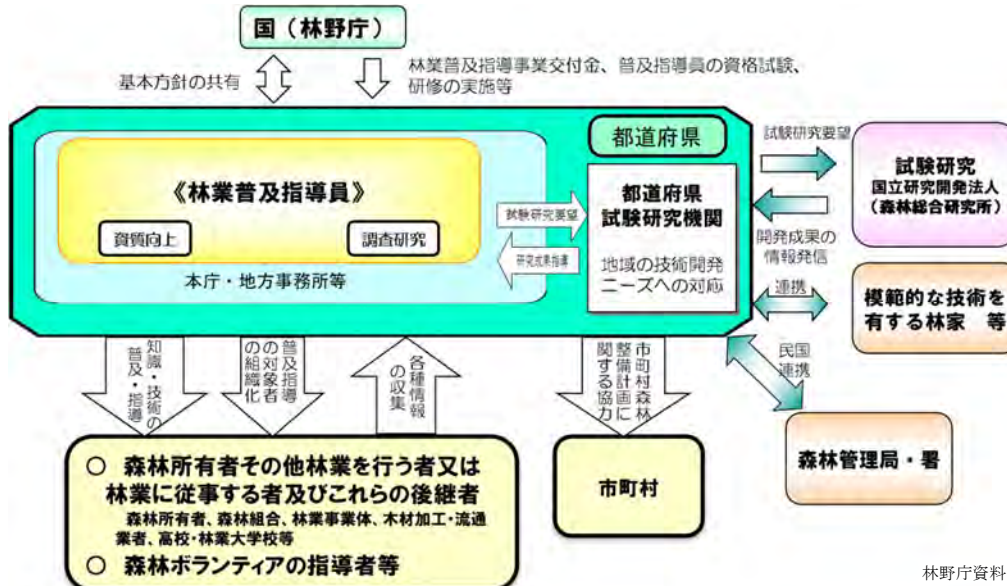 国（林野庁）
基本方針の共有
林業普及指導事業交付金、普及指導員の資格試験、
研修の実施等
都道府県
《林業普及指導員》
資質向上
調査研究
本庁・地方事務所等
試験研究要望
研究成果指導
都道府県
試験研究機関
地域の技術開発
ニーズへの対応
試験研究要望
開発成果の
情報発信
試験研究
国立研究開発法人
（森林総合研究所）
連携
模範的な技術を
有する林家　等
民国
連携
森林管理局・署
知識・技術の
普及・指導
普及指導
の対象者
の組織化
各種情報
の収集
市町村森林
整備計画に
関する協力
○ 森林所有者その他林業を行う者又は
林業に従事する者及びこれらの後継者
森林所有者、森林組合、林業事業体、木材加工・流通
業者、高校・林業大学校等
○ 森林ボランティアの指導者等
市町村
林野庁資料